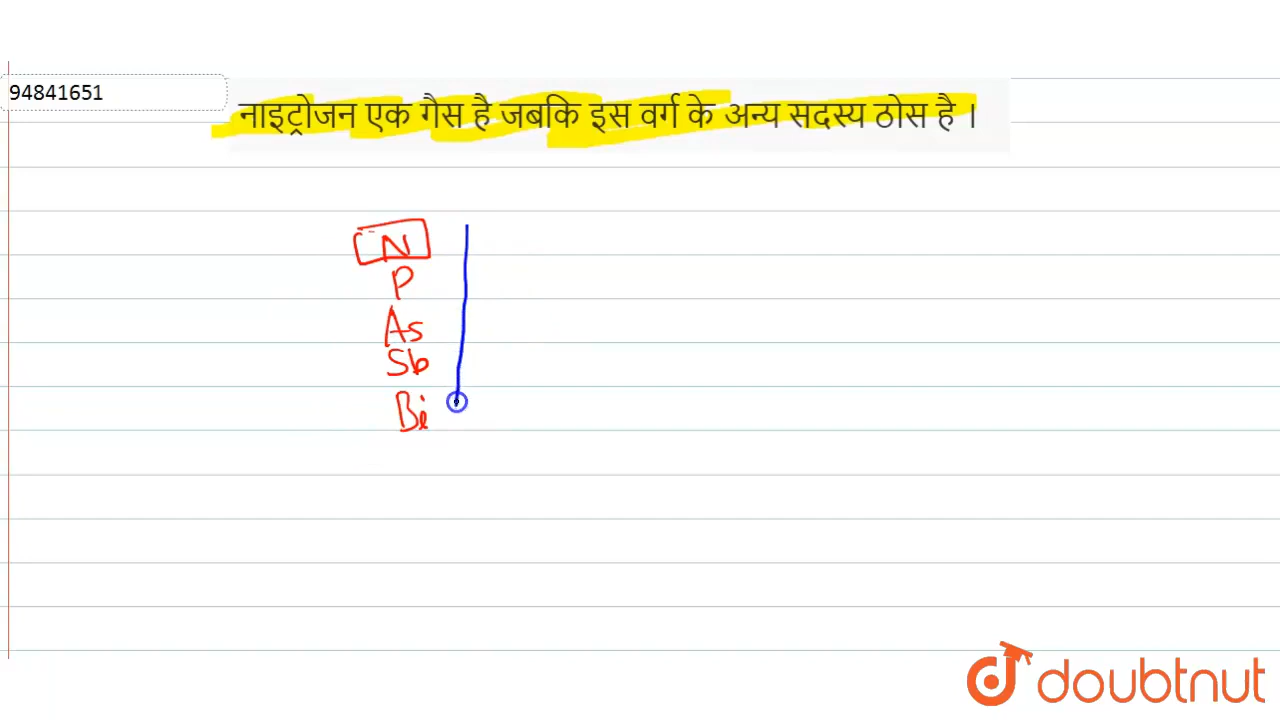 94841651
नाइट्रोजन एक गैस है जबकि इस वर्ग के अन्य सदस्य ठोस है ।
N
P
As
Sb
Bi
doubtnut